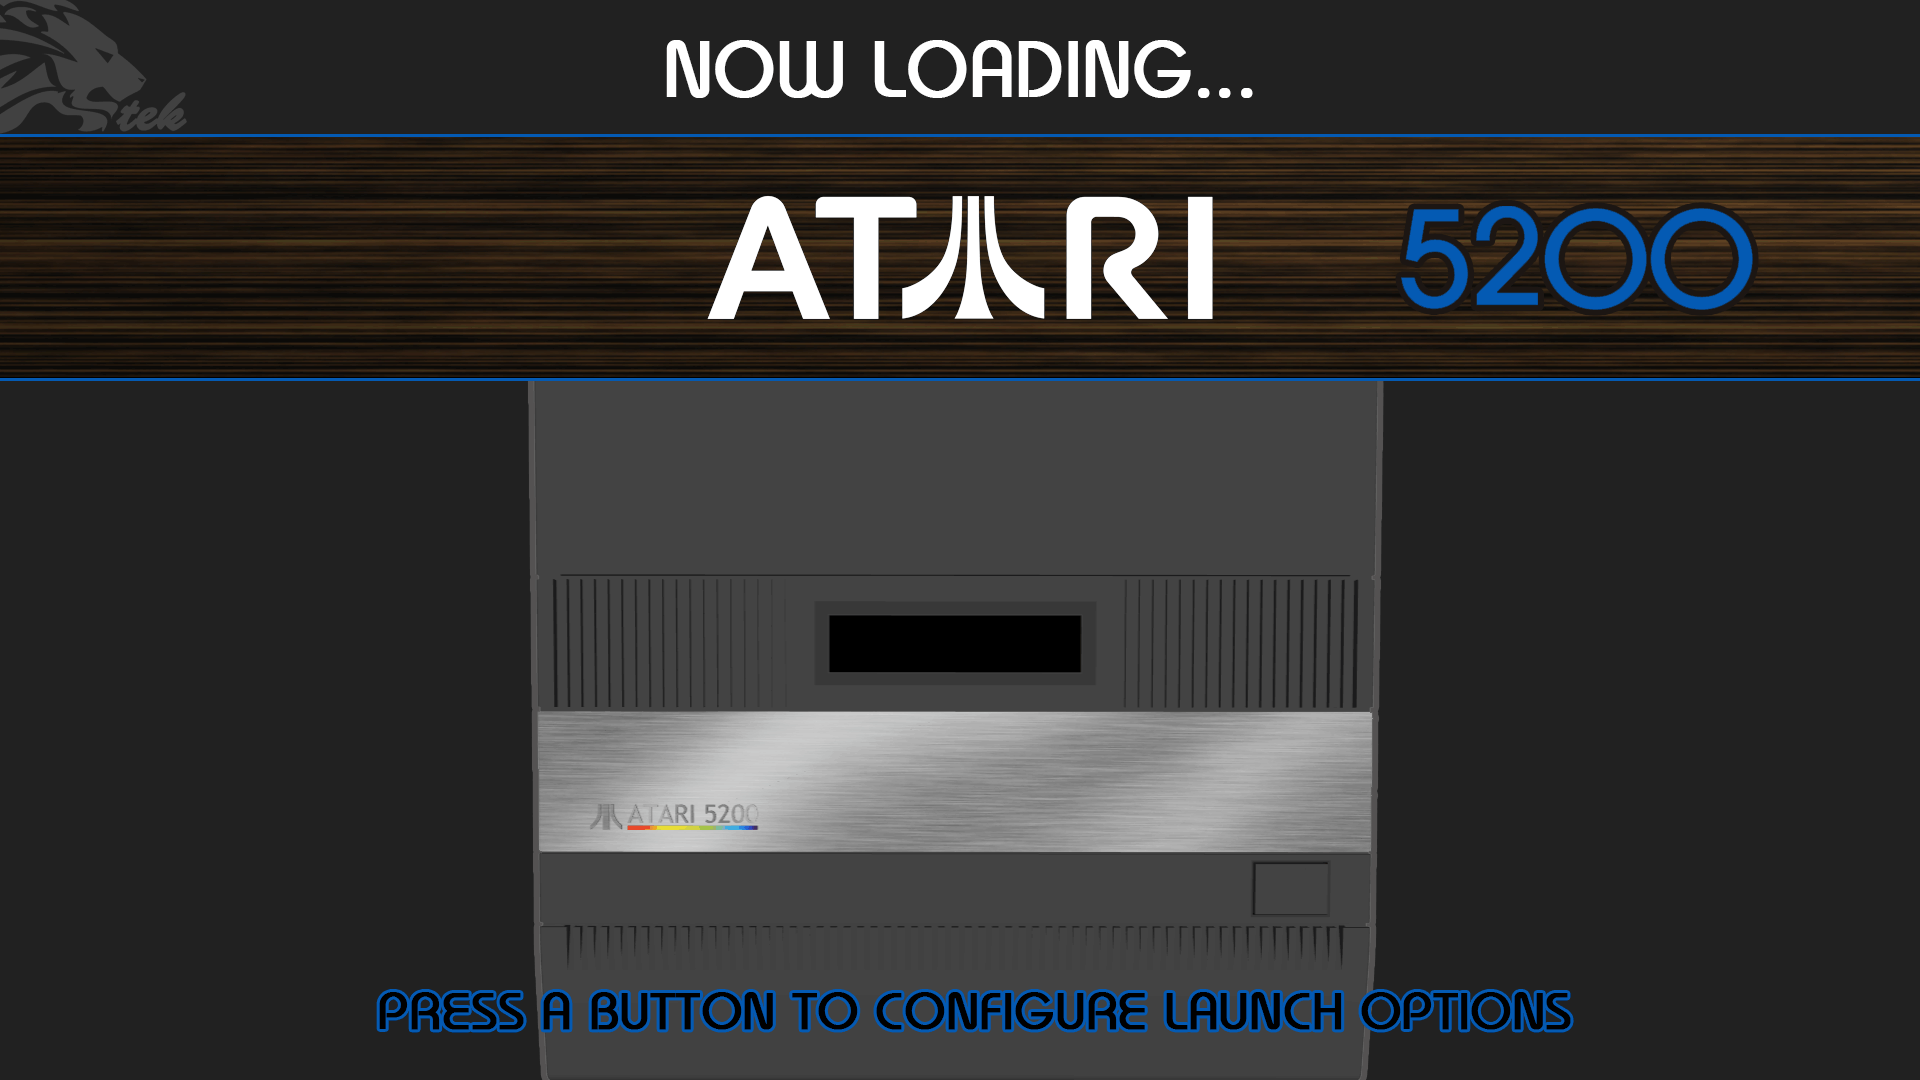 NOW LOADING...
tek
ATARI 5200
ATARI 5200
PRESS A BUTTON TO CONFIGURE LAUNCH OPTIONS